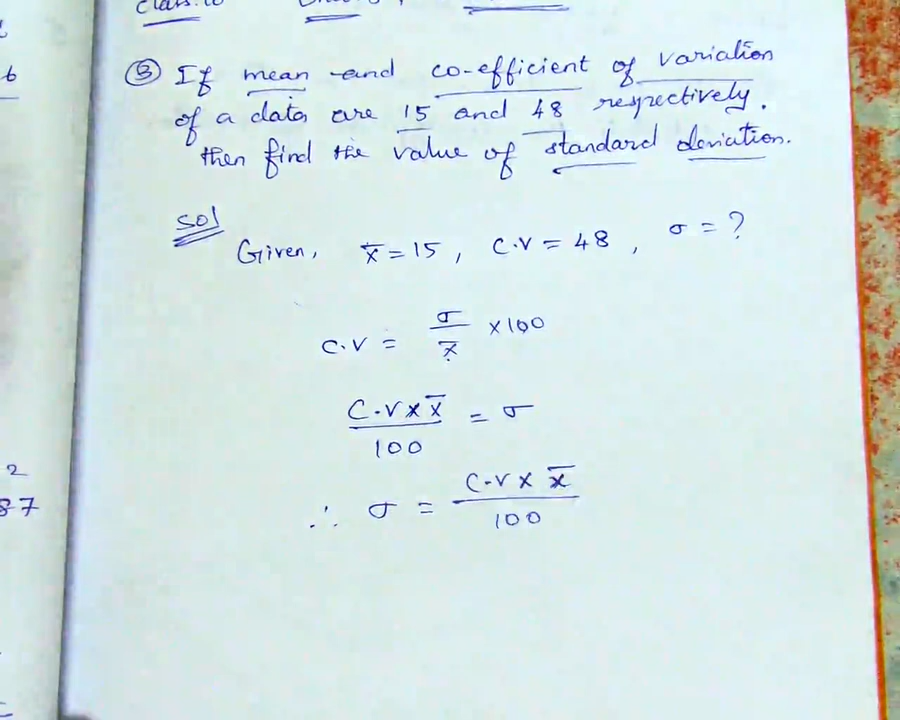 ③ If mean and co-efficient of variation
of a data are 15 and 48 respectively.
then find the value of standard deviation.
Sol
Given, x̄ = 15, C.V = 48, σ = ?
C.V = σ/x̄ × 100
C.V × x̄/100 = σ
∴ σ = C.V × x̄/100
6
2
87